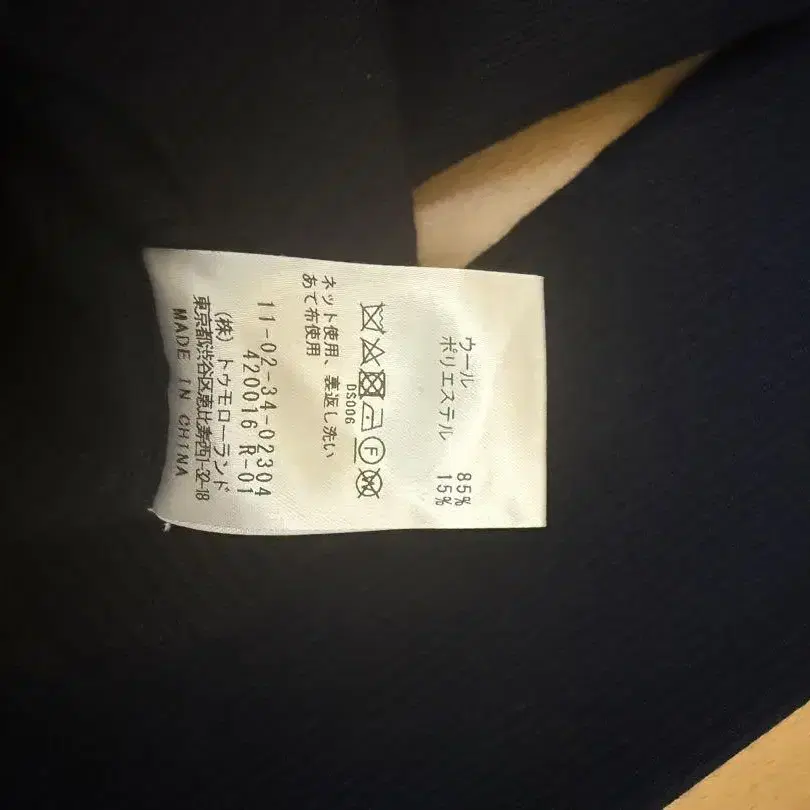 ウール 85%
ポリエステル 15%
DS006
ネット使用、裏返し洗い
あて布使用
11-02-34-02304
420016 R-01
(株) トゥモローランド
東京都渋谷区恵比寿西1-32-18
MADE IN CHINA